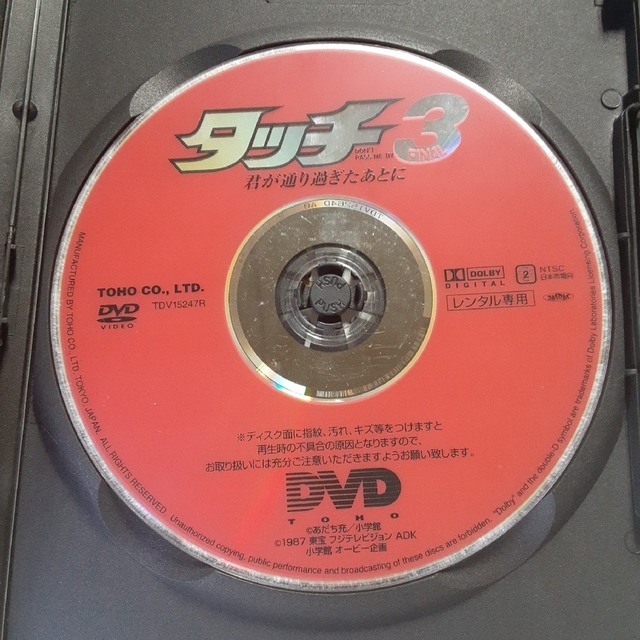 タッチ3
DON'T PASS ME BY
FINAL
君が通り過ぎたあとに
TDV15247R
PUSH
PUSH
TOHO CO., LTD.
TDV15247R
DVD
VIDEO
DOLBY
DIGITAL
2
NTSC
日本市場向
レンタル専用
※ディスク面に指紋、汚れ、キズ等をつけますと
再生時の不具合の原因となりますので、
お取り扱いには充分ご注意いただきますようお願い致します。
DVD
TOHO
©あだち充／小学館
©1987 東宝 フジテレビジョン ADK
小学館 オービー企画
MANUFACTURED BY TOHO CO., LTD. TOKYO, JAPAN. ALL RIGHTS RESERVED. Unauthorized copying, public performance and broadcasting of these discs are forbidden. "Dolby" and the double-D symbol are trademarks of Dolby Laboratories Licensing Corporation.